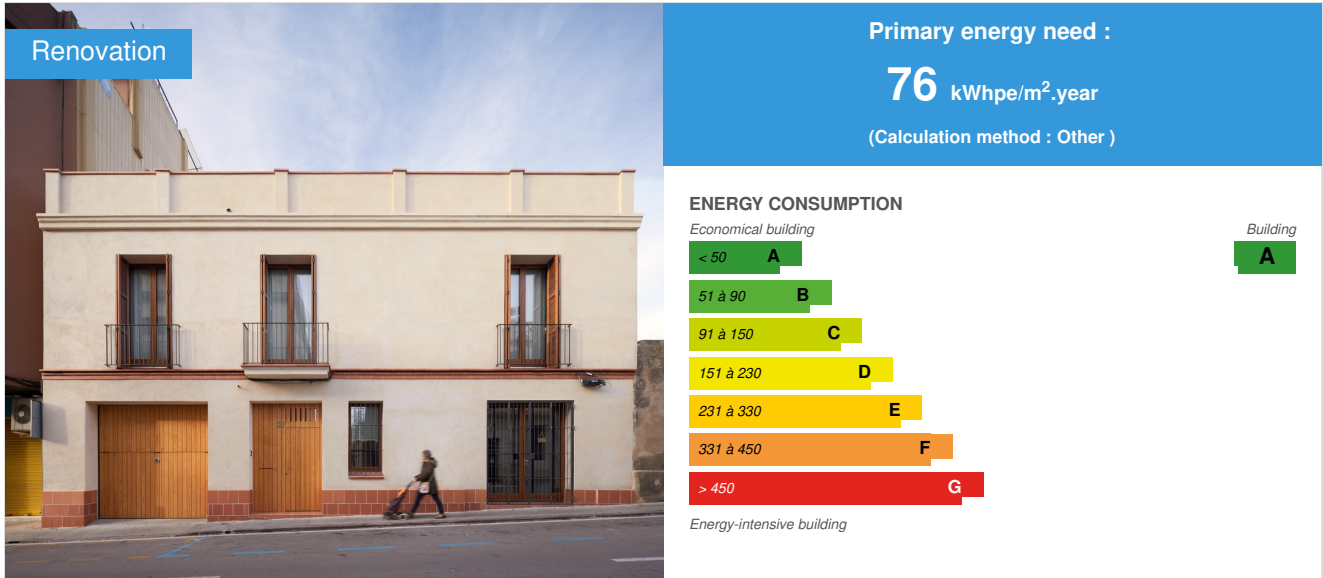 Renovation
Primary energy need :
76 kWhpe/m².year
(Calculation method : Other )
ENERGY CONSUMPTION
Economical building
Building
< 50 A
A
51 à 90 B
91 à 150 C
151 à 230 D
231 à 330 E
331 à 450 F
> 450 G
Energy-intensive building